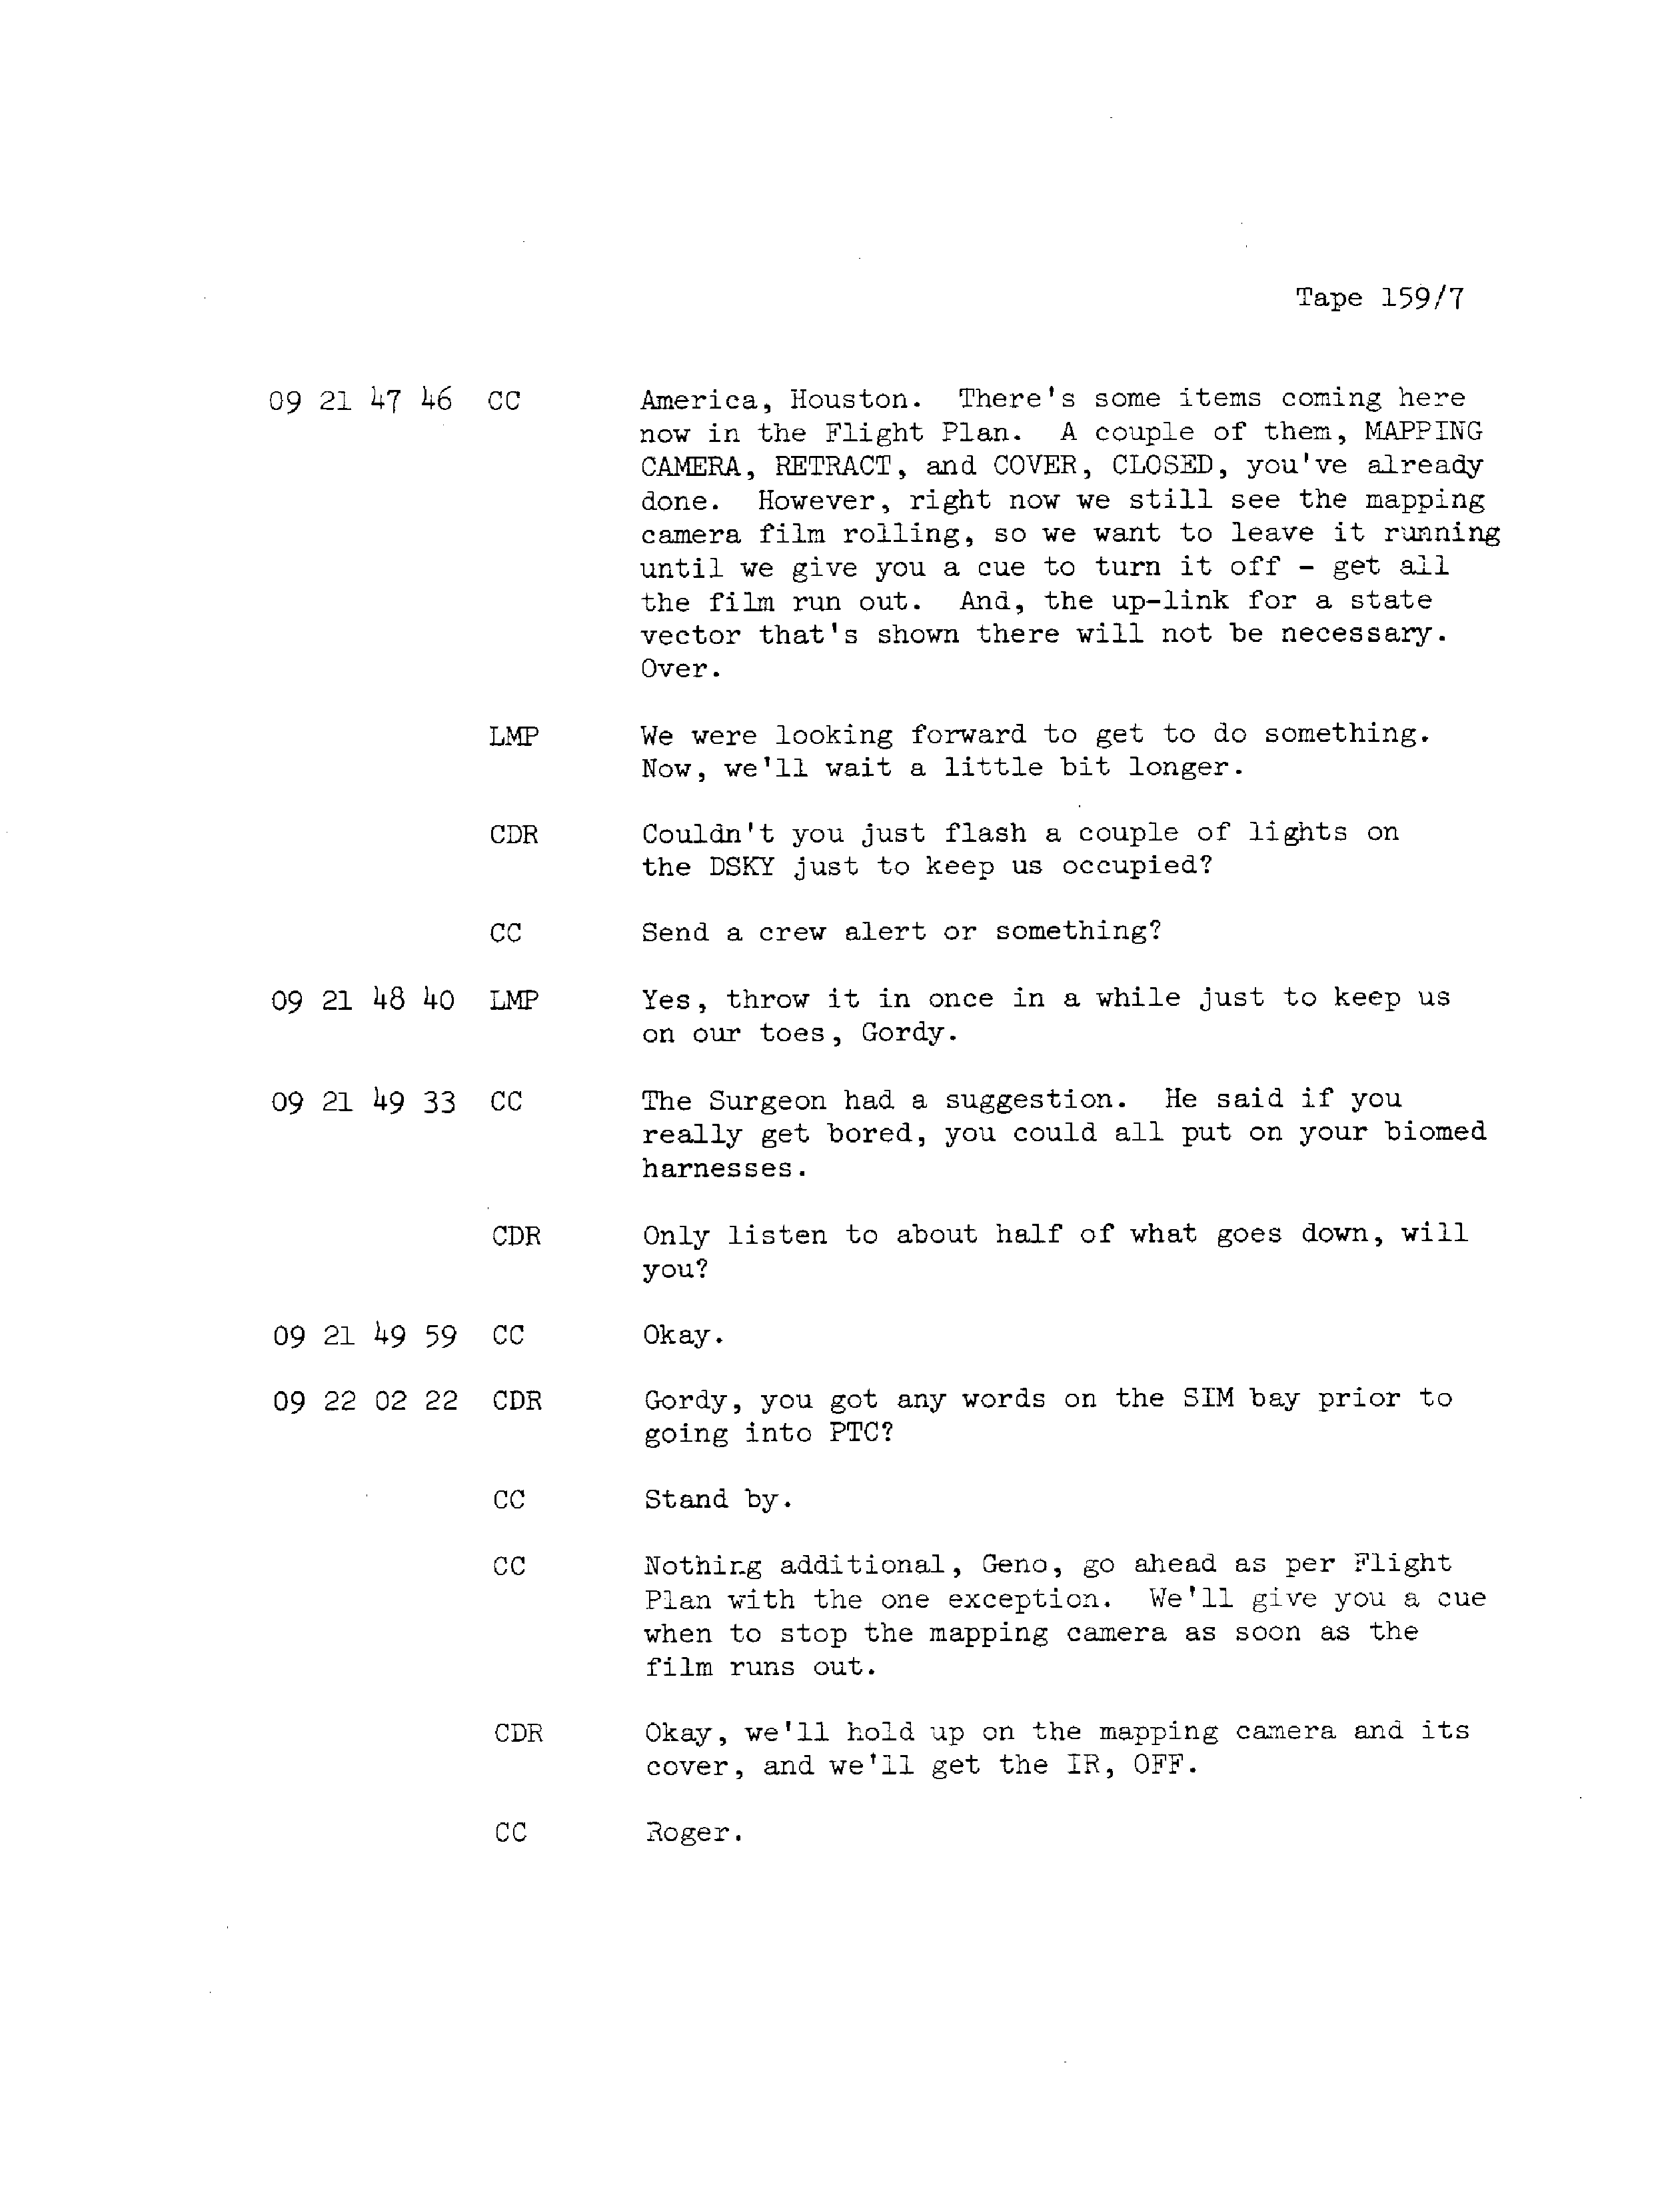 Tape 159/7
09 21 47 46 CC America, Houston. There's some items coming here
now in the Flight Plan. A couple of them, MAPPING
CAMERA, RETRACT, and COVER, CLOSED, you've already
done. However, right now we still see the mapping
camera film rolling, so we want to leave it running
until we give you a cue to turn it off - get all
the film run out. And, the up-link for a state
vector that's shown there will not be necessary.
Over.
LMP We were looking forward to get to do something.
Now, we'll wait a little bit longer.
CDR Couldn't you just flash a couple of lights on
the DSKY just to keep us occupied?
CC Send a crew alert or something?
09 21 48 40 LMP Yes, throw it in once in a while just to keep us
on our toes, Gordy.
09 21 49 33 CC The Surgeon had a suggestion. He said if you
really get bored, you could all put on your biomed
harnesses.
CDR Only listen to about half of what goes down, will
you?
09 21 49 59 CC Okay.
09 22 02 22 CDR Gordy, you got any words on the SIM bay prior to
going into PTC?
CC Stand by.
CC Nothing additional, Geno, go ahead as per Flight
Plan with the one exception. We'll give you a cue
when to stop the mapping camera as soon as the
film runs out.
CDR Okay, we'll hold up on the mapping camera and its
cover, and we'll get the IR, OFF.
CC Roger.